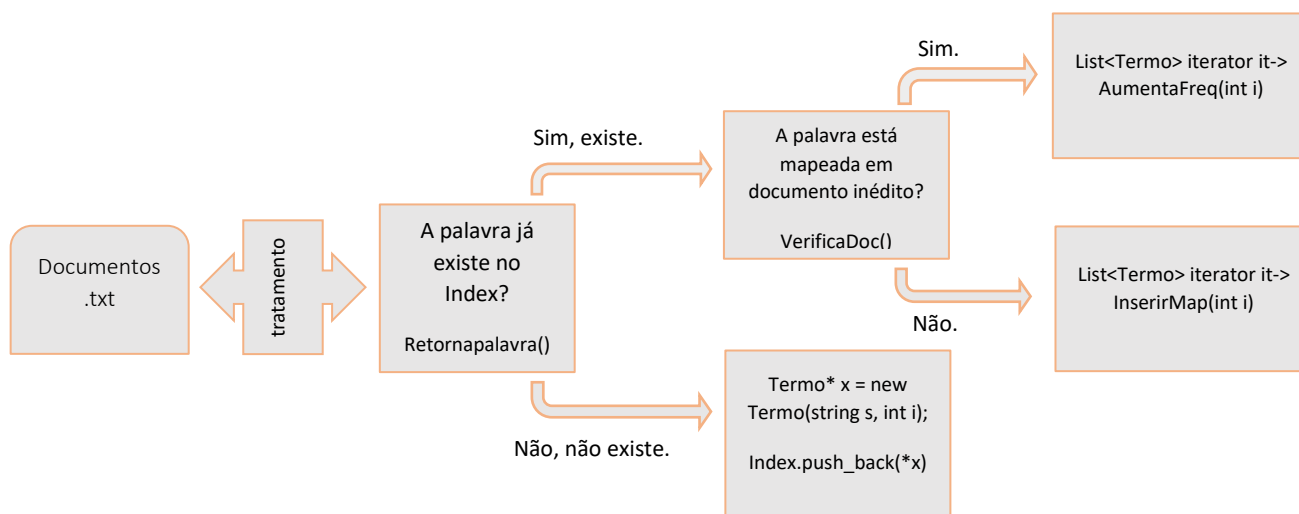 Documentos
.txt
tratamento
A palavra já
existe no
Index?
Retornapalavra()
Sim, existe.
Não, não existe.
A palavra está
mapeada em
documento inédito?
VerificaDoc()
Sim.
Não.
List<Termo> iterator it->
AumentaFreq(int i)
List<Termo> iterator it->
InserirMap(int i)
Termo* x = new
Termo(string s, int i);
Index.push_back(*x)